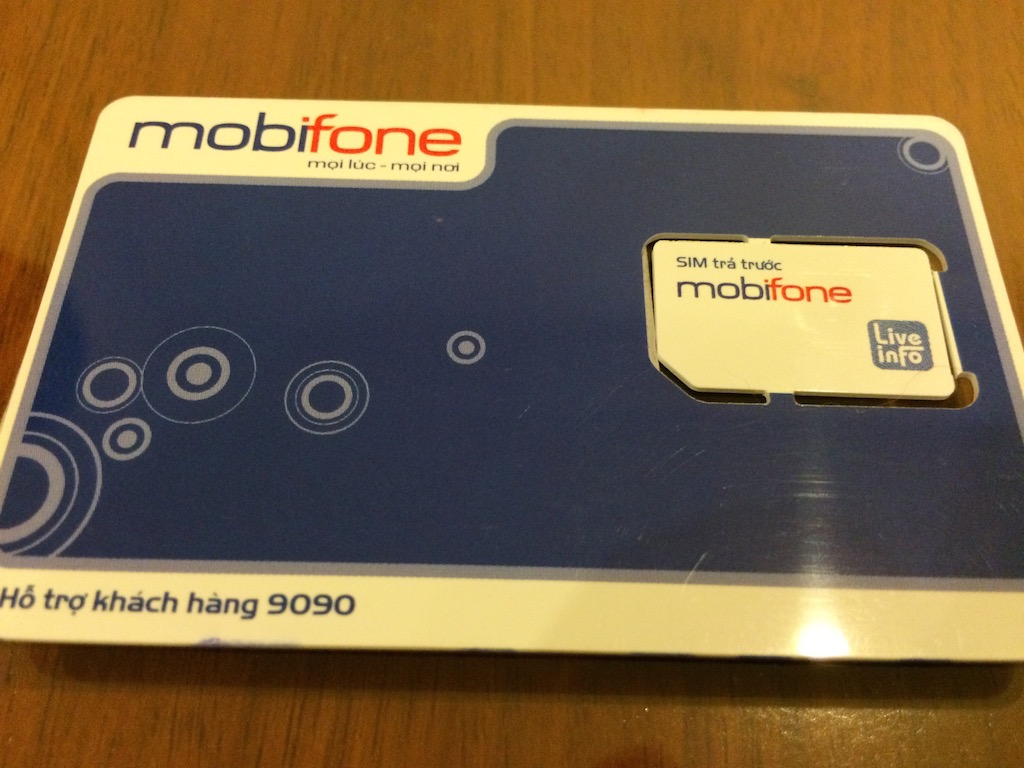 mobifone
mọi lúc - mọi nơi
SIM trả trước
mobifone
Live
info
Hỗ trợ khách hàng 9090